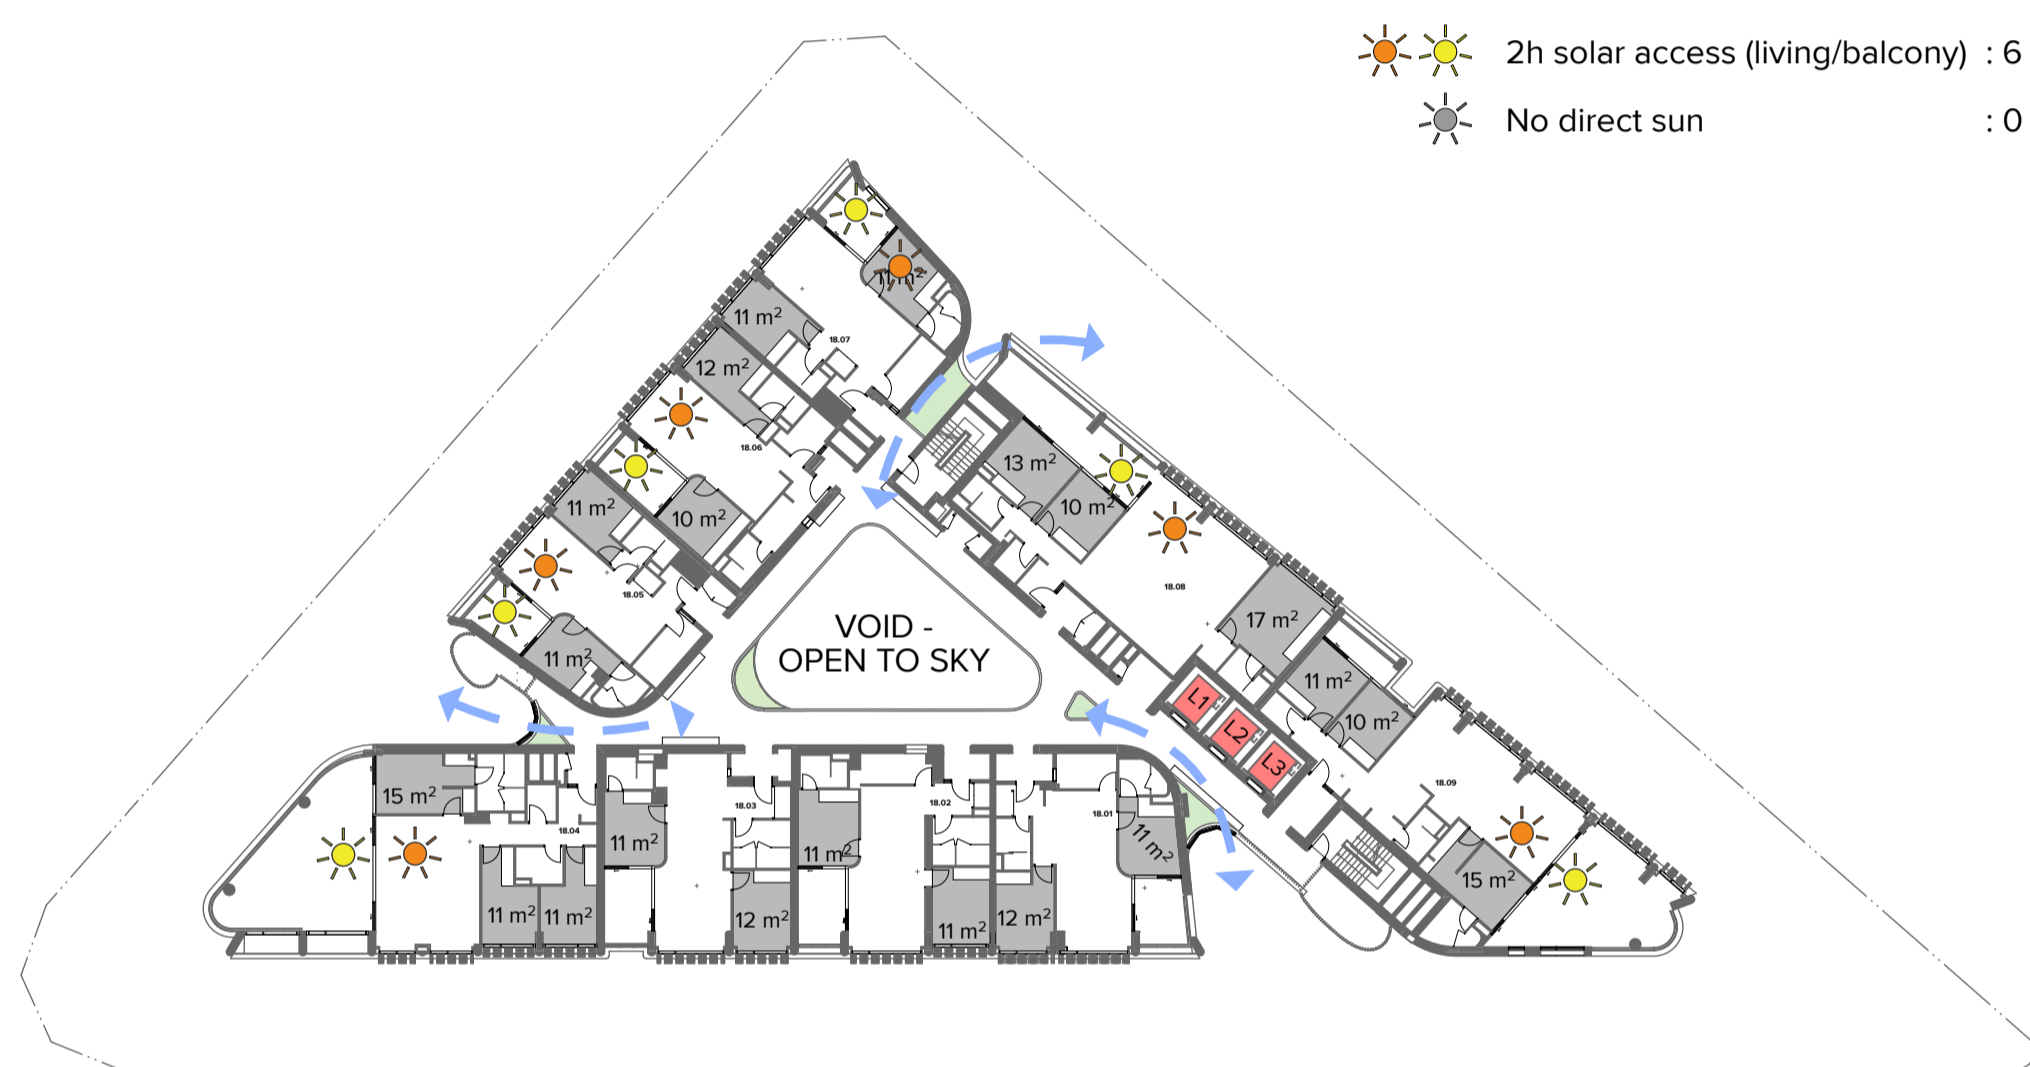 2h solar access (living/balcony) : 6
No direct sun : 0
11 m²
11 m²
18.07
12 m²
18.06
11 m²
10 m²
18.05
11 m²
13 m²
10 m²
18.08
17 m²
11 m²
10 m²
VOID -
OPEN TO SKY
L1
L2
L3
18.09
15 m²
15 m²
18.04
11 m²
11 m²
11 m²
18.03
12 m²
11 m²
18.02
11 m²
12 m²
18.01
11 m²